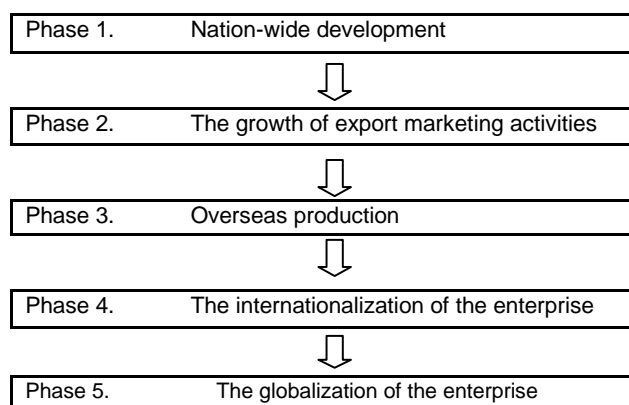 Phase 1. Nation-wide development
Phase 2. The growth of export marketing activities
Phase 3. Overseas production
Phase 4. The internationalization of the enterprise
Phase 5. The globalization of the enterprise